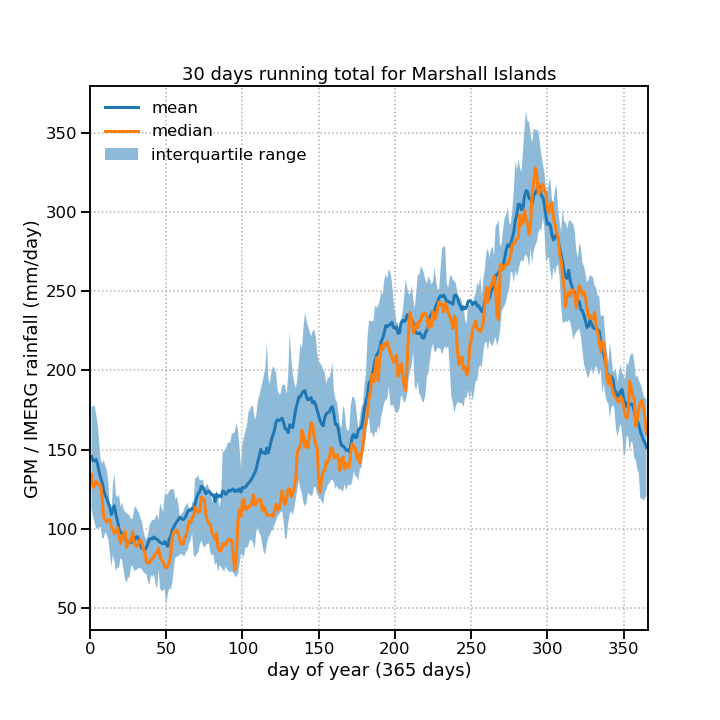 30 days running total for Marshall Islands
mean
median
interquartile range
GPM / IMERG rainfall (mm/day)
350
300
250
200
150
100
50
0 50 100 150 200 250 300 350
day of year (365 days)